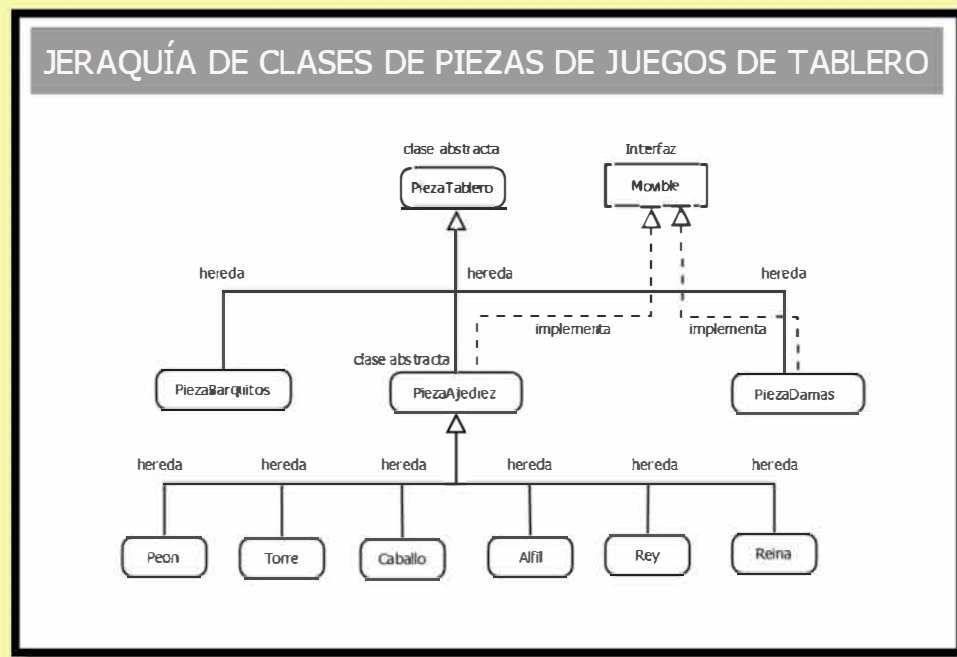 JERAQUÍA DE CLASES DE PIEZAS DE JUEGOS DE TABLERO
clase abstracta
Interfaz
PiezaTablero
Movible
hereda
hereda
hereda
implementa
implementa
clase abstracta
PiezaBarquitos
PiezaAjedrez
PiezaDamas
hereda
hereda
hereda
hereda
hereda
hereda
Peon
Torre
Caballo
Alfil
Rey
Reina